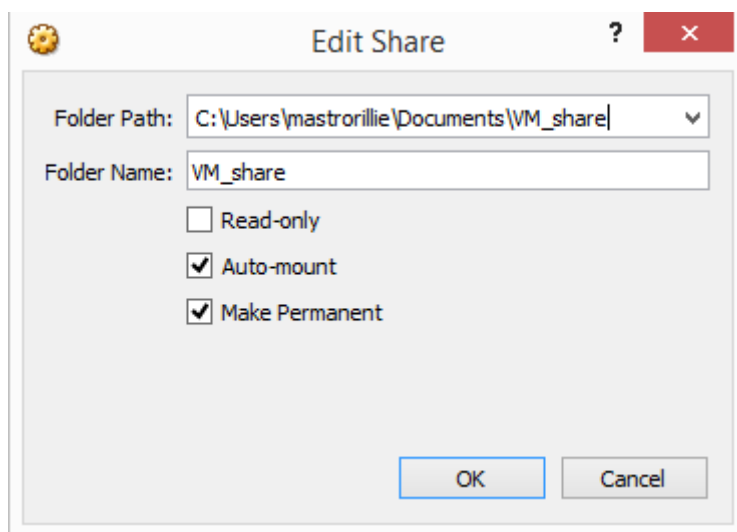 Edit Share
?
Folder Path: C:\Users\mastrorillie\Documents\VM_share
Folder Name: VM_share
Read-only
Auto-mount
Make Permanent
OK Cancel